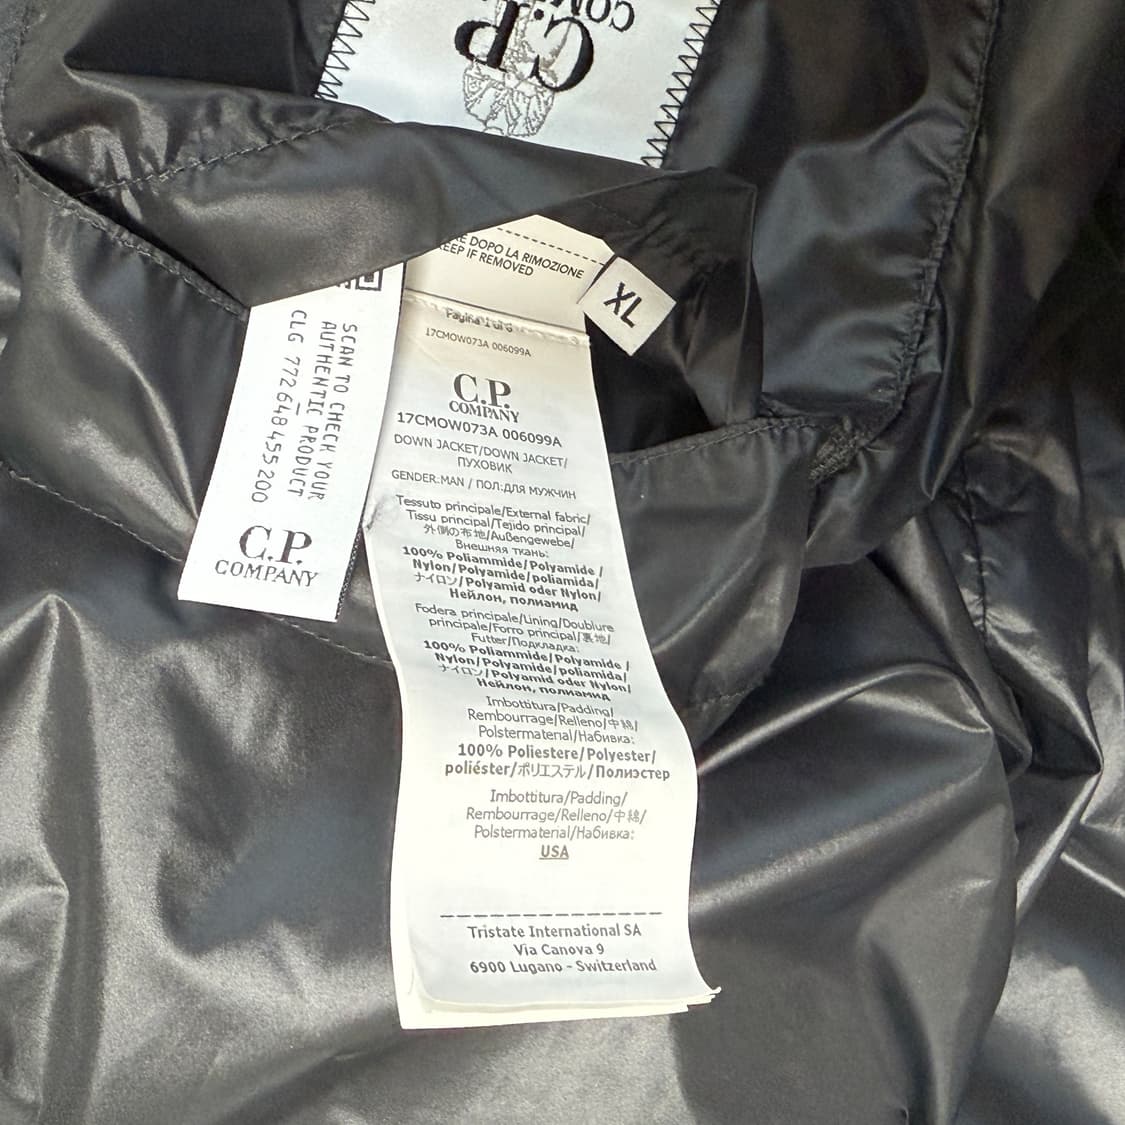 C.P.
XL
E DOPO LA RIMOZIONE
EEP IF REMOVED
Pagina 1 di 6
17CMOW073A 006099A
C.P.
COMPANY
17CMOW073A 006099A
DOWN JACKET/DOWN JACKET/
ПУХОВИК
GENDER:MAN / ПОЛ:ДЛЯ МУЖЧИН
Tessuto principale/External fabric/
Tissu principal/Tejido principal/
外側の布地/Außengewebe/
Внешняя ткань:
100% Poliammide/Polyamide /
Nylon/Polyamide/poliamida/
ナイロン/Polyamid oder Nylon/
Нейлон, полиамид
Fodera principale/Lining/Doublure
principale/Forro principal/裏地/
Futter/Подкладка:
100% Poliammide/Polyamide /
Nylon/Polyamide/poliamida/
ナイロン/Polyamid oder Nylon/
Нейлон, полиамид
Imbottitura/Padding/
Rembourrage/Relleno/中綿/
Polstermaterial/Набивка:
100% Poliestere/Polyester/
poliéster/ポリエステル/Полиэстер
Imbottitura/Padding/
Rembourrage/Relleno/中綿/
Polstermaterial/Набивка:
USA
Tristate International SA
Via Canova 9
6900 Lugano - Switzerland
SCAN TO CHECK YOUR
AUTHENTIC PRODUCT
CLG 772648455200
C.P.
COMPANY